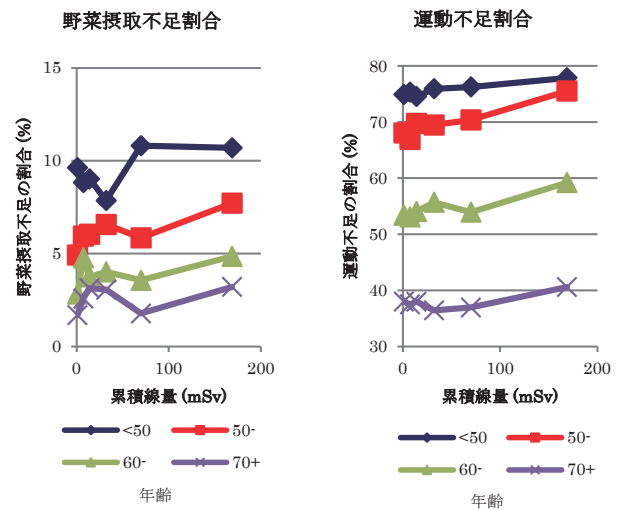 野菜摂取不足割合
野菜摂取不足の割合 (%)
15
10
5
0
0 100 200
累積線量 (mSv)
<50 50-
60- 70+
年齢
運動不足割合
運動不足の割合 (%)
80
70
60
50
40
30
0 100 200
累積線量 (mSv)
<50 50-
60- 70+
年齢